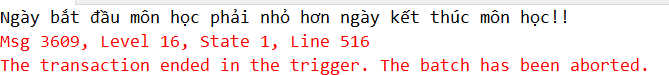 Ngày bắt đầu môn học phải nhỏ hơn ngày kết thúc môn học!!
Msg 3609, Level 16, State 1, Line 516
The transaction ended in the trigger. The batch has been aborted.